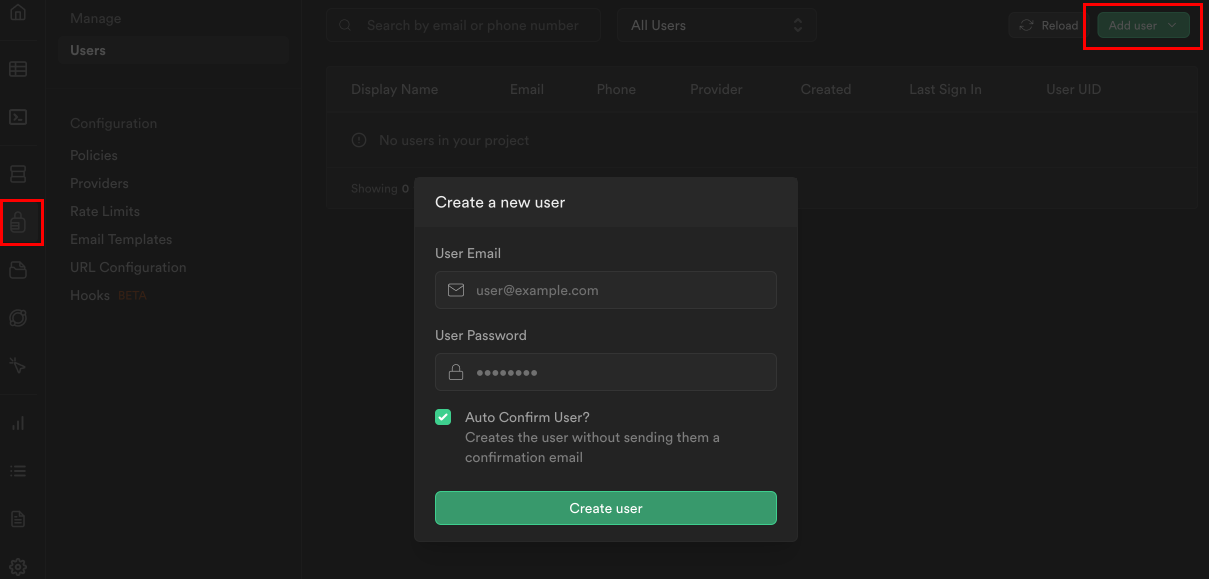 Manage
Users
Configuration
Policies
Providers
Rate Limits
Email Templates
URL Configuration
Hooks BETA
Search by email or phone number
All Users
Reload
Add user
Display Name Email Phone Provider Created Last Sign In User UID
No users in your project
Showing 0
Create a new user
User Email
user@example.com
User Password
••••••••
Auto Confirm User?
Creates the user without sending them a
confirmation email
Create user